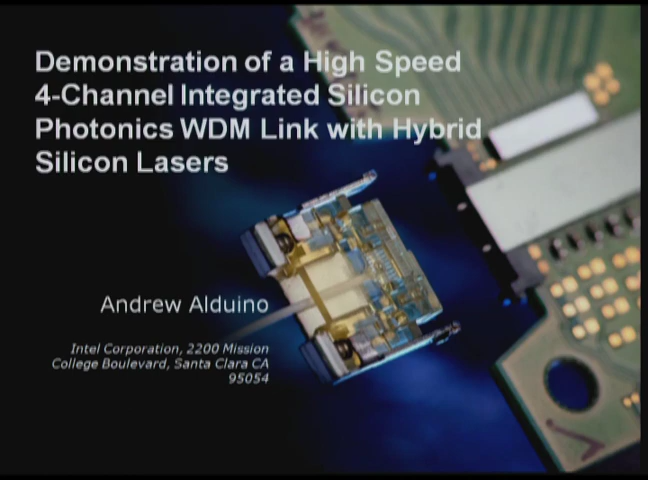 Demonstration of a High Speed
4-Channel Integrated Silicon
Photonics WDM Link with Hybrid
Silicon Lasers
Andrew Alduino
Intel Corporation, 2200 Mission
College Boulevard, Santa Clara CA
95054